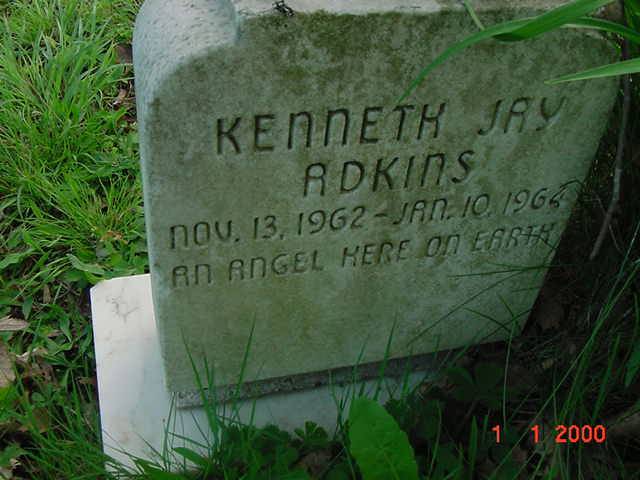 KENNETH JAY
ADKINS
NOV. 13, 1962 - JAN. 10, 1964
AN ANGEL HERE ON EARTH
1 1 2000